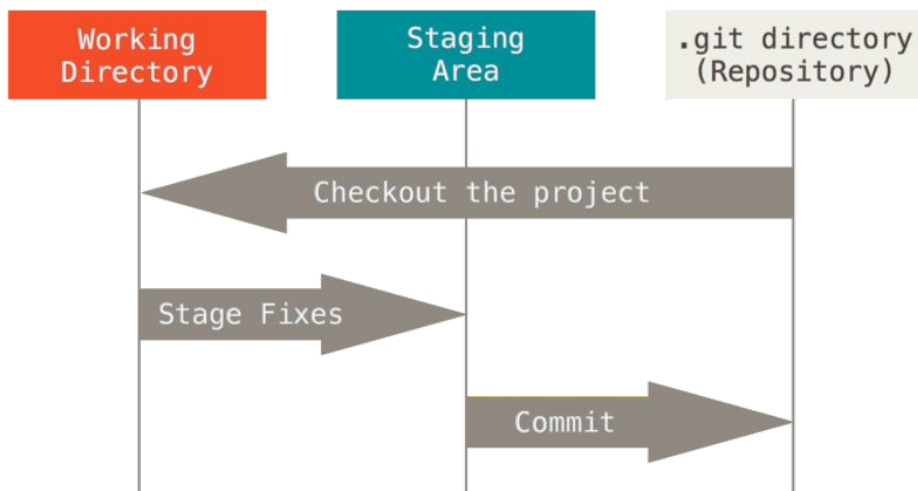 Working
Directory
Staging
Area
.git directory
(Repository)
Checkout the project
Stage Fixes
Commit